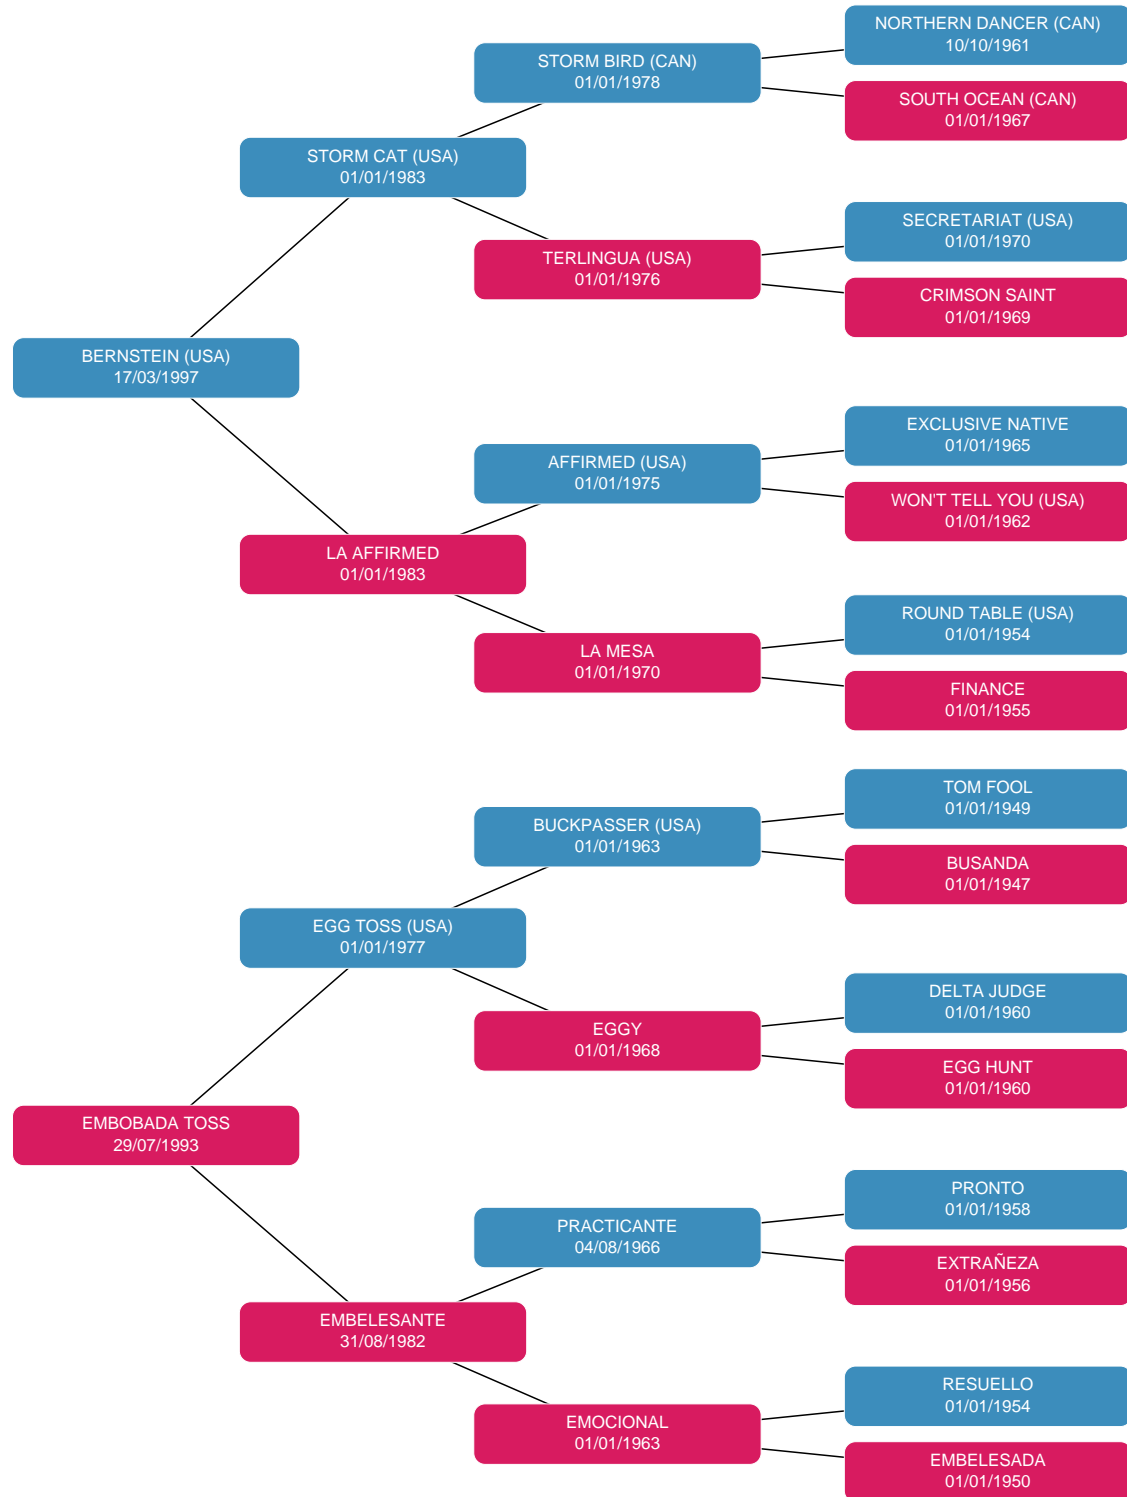 NORTHERN DANCER (CAN)
10/10/1961
STORM BIRD (CAN)
01/01/1978
SOUTH OCEAN (CAN)
01/01/1967
STORM CAT (USA)
01/01/1983
SECRETARIAT (USA)
01/01/1970
TERLINGUA (USA)
01/01/1976
CRIMSON SAINT
01/01/1969
BERNSTEIN (USA)
17/03/1997
EXCLUSIVE NATIVE
01/01/1965
AFFIRMED (USA)
01/01/1975
WON'T TELL YOU (USA)
01/01/1962
LA AFFIRMED
01/01/1983
ROUND TABLE (USA)
01/01/1954
LA MESA
01/01/1970
FINANCE
01/01/1955
TOM FOOL
01/01/1949
BUCKPASSER (USA)
01/01/1963
BUSANDA
01/01/1947
EGG TOSS (USA)
01/01/1977
DELTA JUDGE
01/01/1960
EGGY
01/01/1968
EGG HUNT
01/01/1960
EMBOBADA TOSS
29/07/1993
PRONTO
01/01/1958
PRACTICANTE
04/08/1966
EXTRAÑEZA
01/01/1956
EMBELESANTE
31/08/1982
RESUELLO
01/01/1954
EMOCIONAL
01/01/1963
EMBELESADA
01/01/1950